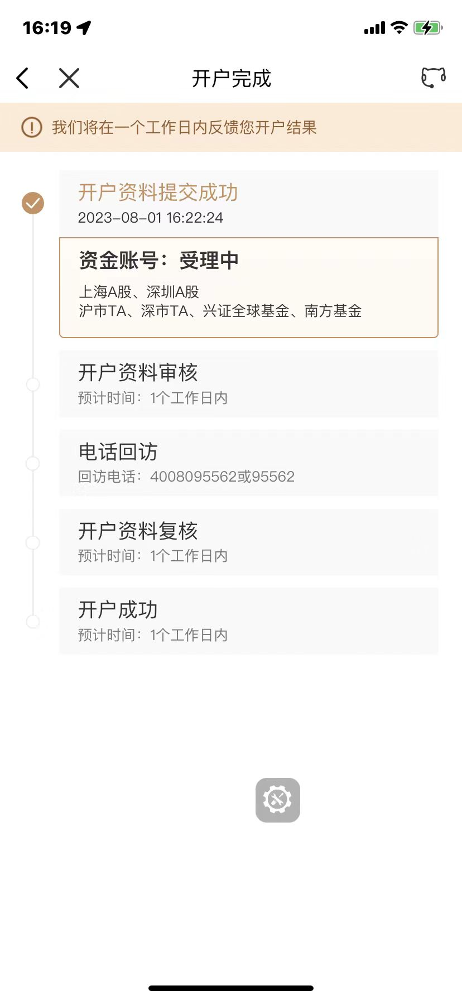 16:19
开户完成
我们将在一个工作日内反馈您开户结果
开户资料提交成功
2023-08-01 16:22:24
资金账号：受理中
上海A股、深圳A股
沪市TA、深市TA、兴证全球基金、南方基金
开户资料审核
预计时间：1个工作日内
电话回访
回访电话：4008095562或95562
开户资料复核
预计时间：1个工作日内
开户成功
预计时间：1个工作日内